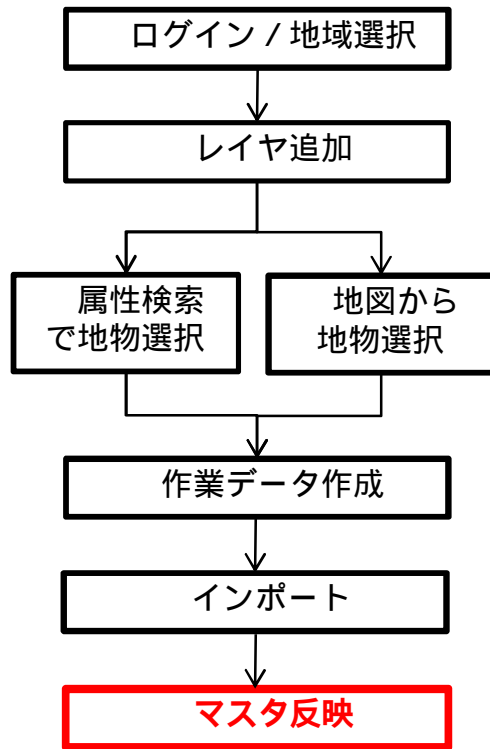 ログイン / 地域選択
レイヤ追加
属性検索
で地物選択
地図から
地物選択
作業データ作成
インポート
マスタ反映